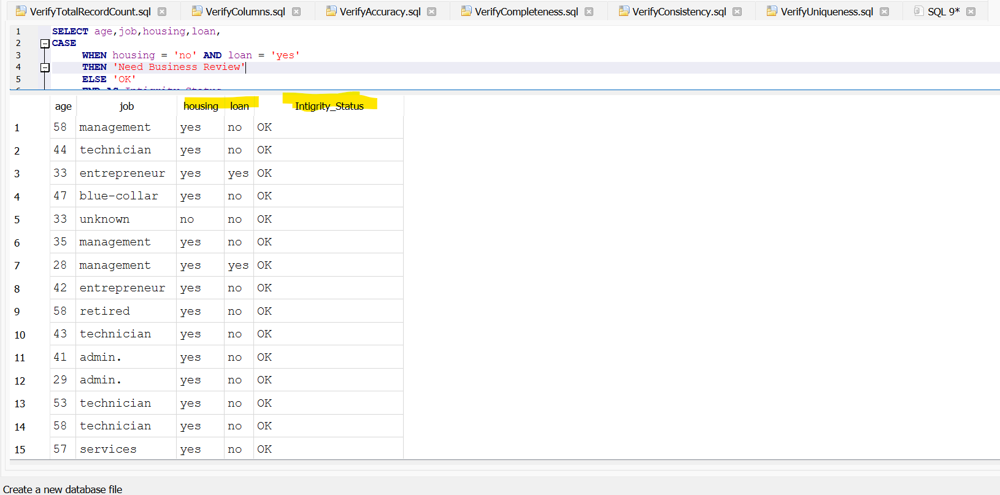 VerifyTotalRecordCount.sql VerifyColumns.sql VerifyAccuracy.sql VerifyCompleteness.sql VerifyConsistency.sql VerifyUniqueness.sql SQL 9*
1 SELECT age,job,housing,loan,
2 CASE
3 WHEN housing = 'no' AND loan = 'yes'
4 THEN 'Need Business Review'
5 ELSE 'OK'
6 END AS Intigrity_Status
age job housing loan Intigrity_Status
1 58 management yes no OK
2 44 technician yes no OK
3 33 entrepreneur yes yes OK
4 47 blue-collar yes no OK
5 33 unknown no no OK
6 35 management yes no OK
7 28 management yes yes OK
8 42 entrepreneur yes no OK
9 58 retired yes no OK
10 43 technician yes no OK
11 41 admin. yes no OK
12 29 admin. yes no OK
13 53 technician yes no OK
14 58 technician yes no OK
15 57 services yes no OK
Create a new database file